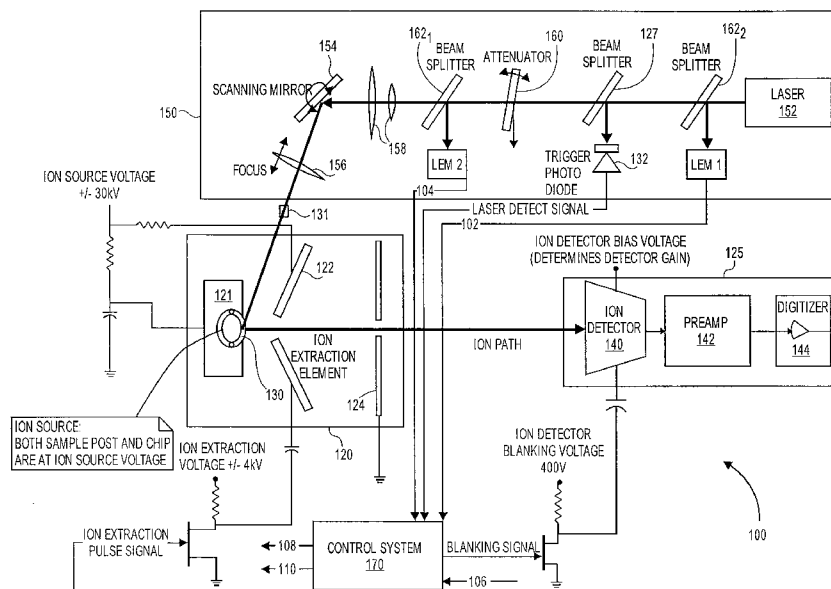 162₁
160
127
162₂
154
BEAM
SPLITTER
ATTENUATOR
BEAM
SPLITTER
BEAM
SPLITTER
SCANNING MIRROR
LASER
152
150
158
LEM 2
LEM 1
FOCUS
156
TRIGGER
PHOTO
DIODE
132
104
ION SOURCE VOLTAGE
+/- 30kV
131
LASER DETECT SIGNAL
102
ION DETECTOR BIAS VOLTAGE
(DETERMINES DETECTOR GAIN)
125
122
121
ION
DETECTOR
140
PREAMP
142
DIGITIZER
144
ION
EXTRACTION
ELEMENT
ION PATH
130
124
ION SOURCE:
BOTH SAMPLE POST AND CHIP
ARE AT ION SOURCE VOLTAGE
120
ION EXTRACTION
VOLTAGE +/- 4kV
ION DETECTOR
BLANKING VOLTAGE
400V
100
ION EXTRACTION
PULSE SIGNAL
108
110
CONTROL SYSTEM
170
BLANKING SIGNAL
106